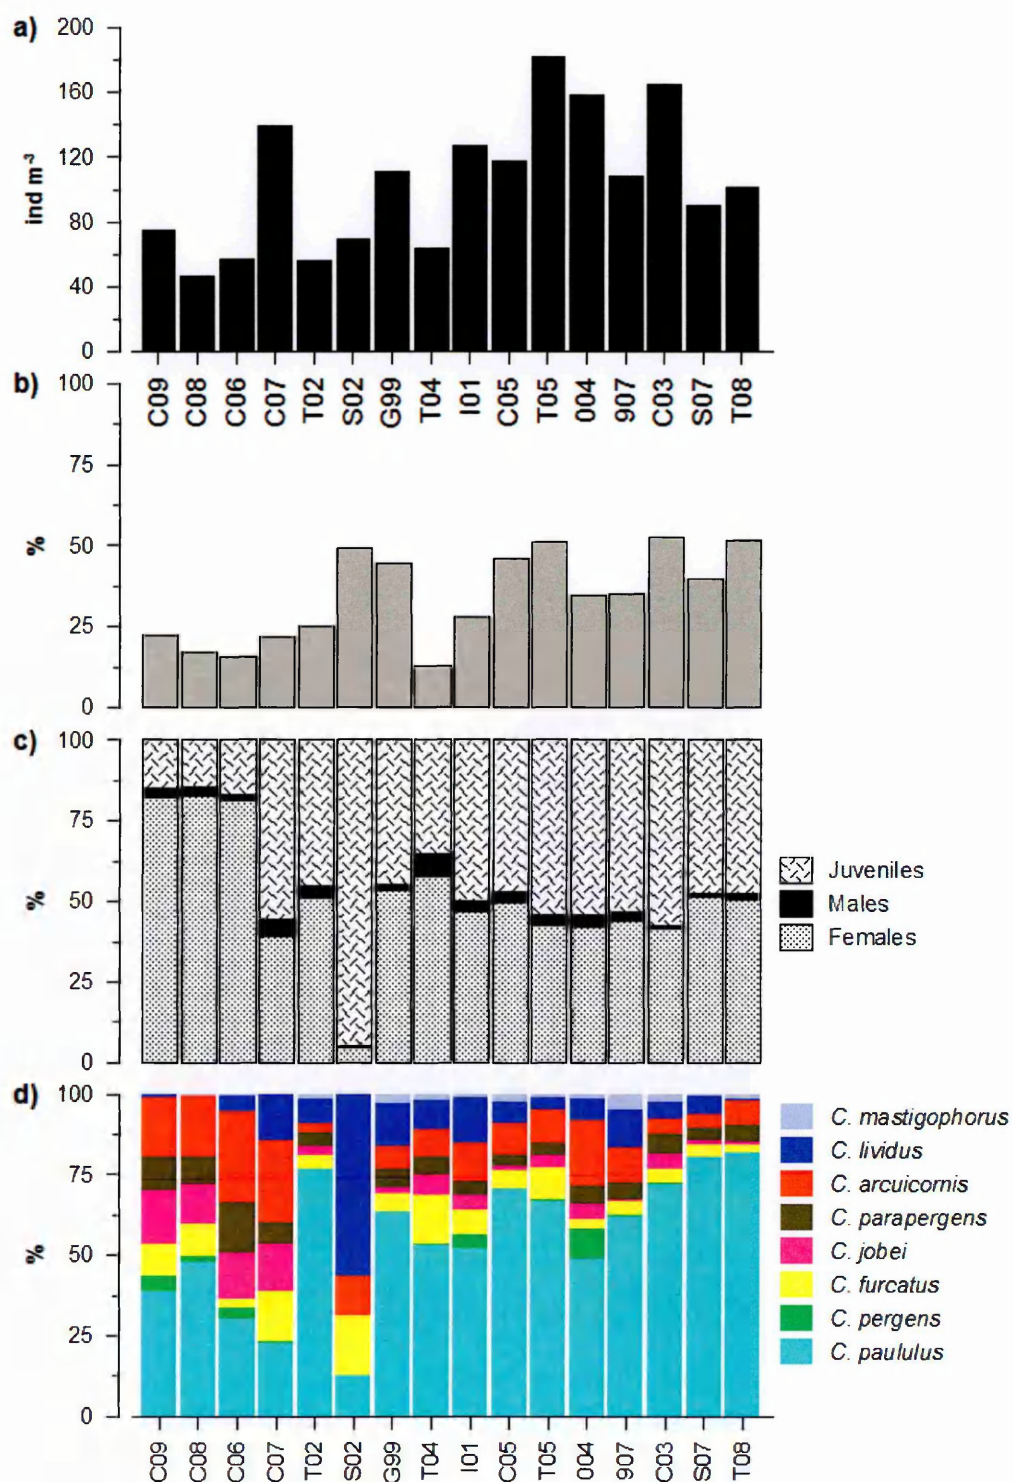 a) 200
160
120
80
40
0
ind m-3
C09 C08 C06 C07 T02 S02 G99 T04 I01 C05 T05 004 907 C03 S07 T08
b) 100
75
50
25
0
%
c) 100
75
50
25
0
%
Juveniles
Males
Females
d) 100
75
50
25
0
%
C. mastigophorus
C. lividus
C. arcuicornis
C. parapergens
C. jobei
C. furcatus
C. pergens
C. paululus
C09 C08 C06 C07 T02 S02 G99 T04 I01 C05 T05 004 907 C03 S07 T08